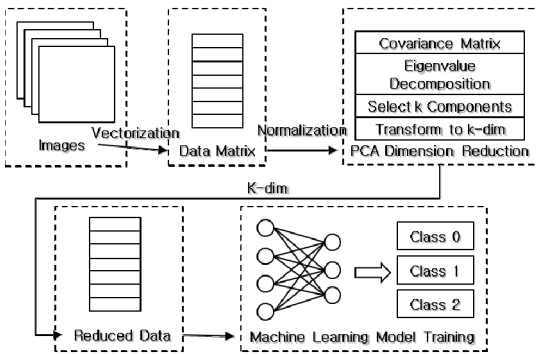 Images
Vectorization
Data Matrix
Normalization
Covariance Matrix
Eigenvalue
Decomposition
Select k Components
Transform to k-dim
PCA Dimension Reduction
K-dim
Reduced Data
Machine Learning Model Training
Class 0
Class 1
Class 2